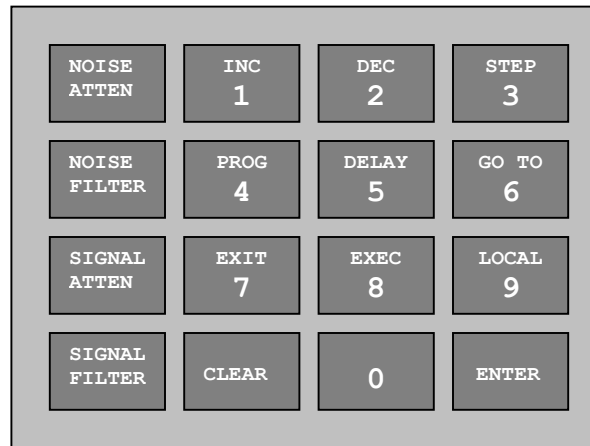 NOISE ATTEN
INC
1
DEC
2
STEP
3
NOISE FILTER
PROG
4
DELAY
5
GO TO
6
SIGNAL ATTEN
EXIT
7
EXEC
8
LOCAL
9
SIGNAL FILTER
CLEAR
0
ENTER